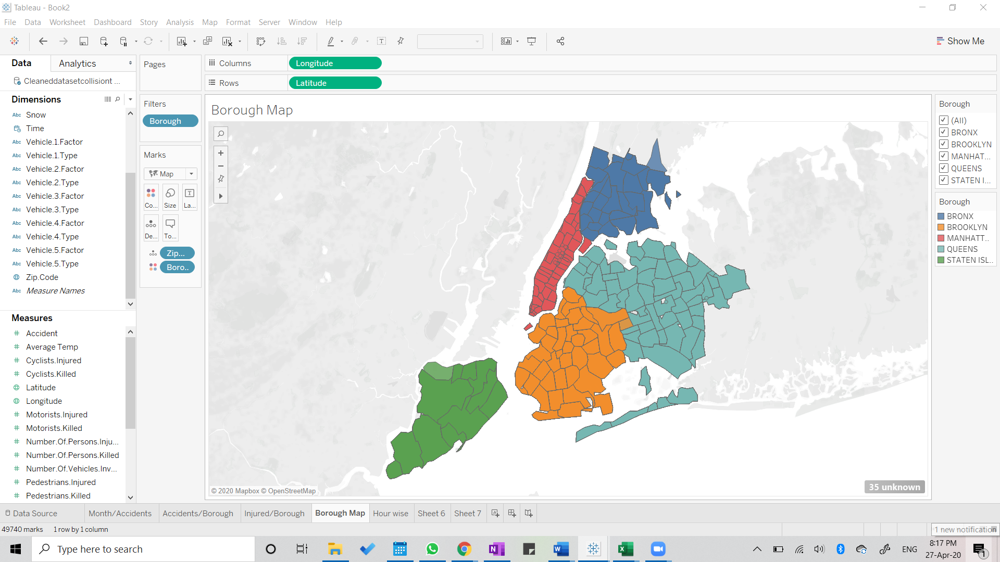 Tableau - Book2
File Data Worksheet Dashboard Story Analysis Map Format Server Window Help
Show Me
Data Analytics
Cleaneddatasetcollisiont ...
Dimensions
Abc Snow
Time
Abc Vehicle.1.Factor
Abc Vehicle.1.Type
Abc Vehicle.2.Factor
Abc Vehicle.2.Type
Abc Vehicle.3.Factor
Abc Vehicle.3.Type
Abc Vehicle.4.Factor
Abc Vehicle.4.Type
Abc Vehicle.5.Factor
Abc Vehicle.5.Type
Zip.Code
Abc Measure Names
Measures
# Accident
# Average Temp
# Cyclists.Injured
# Cyclists.Killed
Latitude
Longitude
# Motorists.Injured
# Motorists.Killed
# Number.Of.Persons.Inju...
# Number.Of.Persons.Killed
# Number.Of.Vehicles.Inv...
# Pedestrians.Injured
# Pedestrians.Killed
Pages
Filters
Borough
Marks
Map
Co... Size La...
De... To...
Zip...
Boro..
Columns Longitude
Rows Latitude
Borough Map
© 2020 Mapbox © OpenStreetMap
35 unknown
Borough
(All)
BRONX
BROOKLYN
MANHAT...
QUEENS
STATEN I...
Borough
BRONX
BROOKLYN
MANHATT..
QUEENS
STATEN ISL..
Data Source Month/Accidents Accidents/Borough Injured/Borough Borough Map Hour wise Sheet 6 Sheet 7
49740 marks 1 row by 1 column
1 new notification
Type here to search
ENG
8:17 PM
27-Apr-20
1